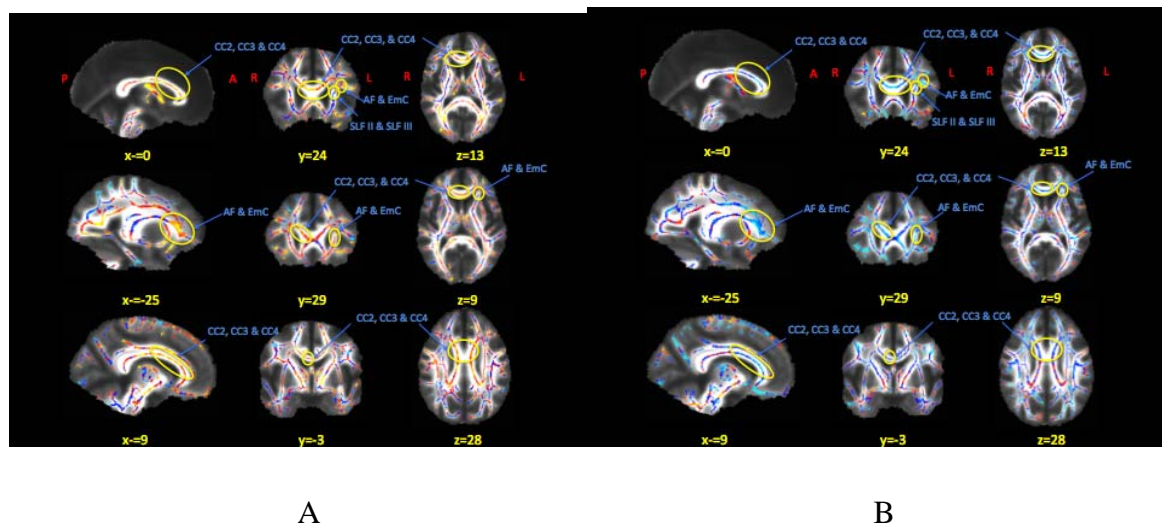 CC2, CC3 & CC4
CC2, CC3, & CC4
P
A
R
L
R
L
AF & EmC
SLF II & SLF III
x-=0
y=24
z=13
AF & EmC
CC2, CC3, & CC4
AF & EmC
AF & EmC
x-=-25
y=29
z=9
CC2, CC3 & CC4
CC2, CC3 & CC4
x-=9
y=-3
z=28
CC2, CC3 & CC4
CC2, CC3, & CC4
P
A
R
L
R
L
AF & EmC
SLF II & SLF III
x-=0
y=24
z=13
AF & EmC
CC2, CC3, & CC4
AF & EmC
AF & EmC
x-=-25
y=29
z=9
CC2, CC3 & CC4
CC2, CC3 & CC4
x-=9
y=-3
z=28
A
B